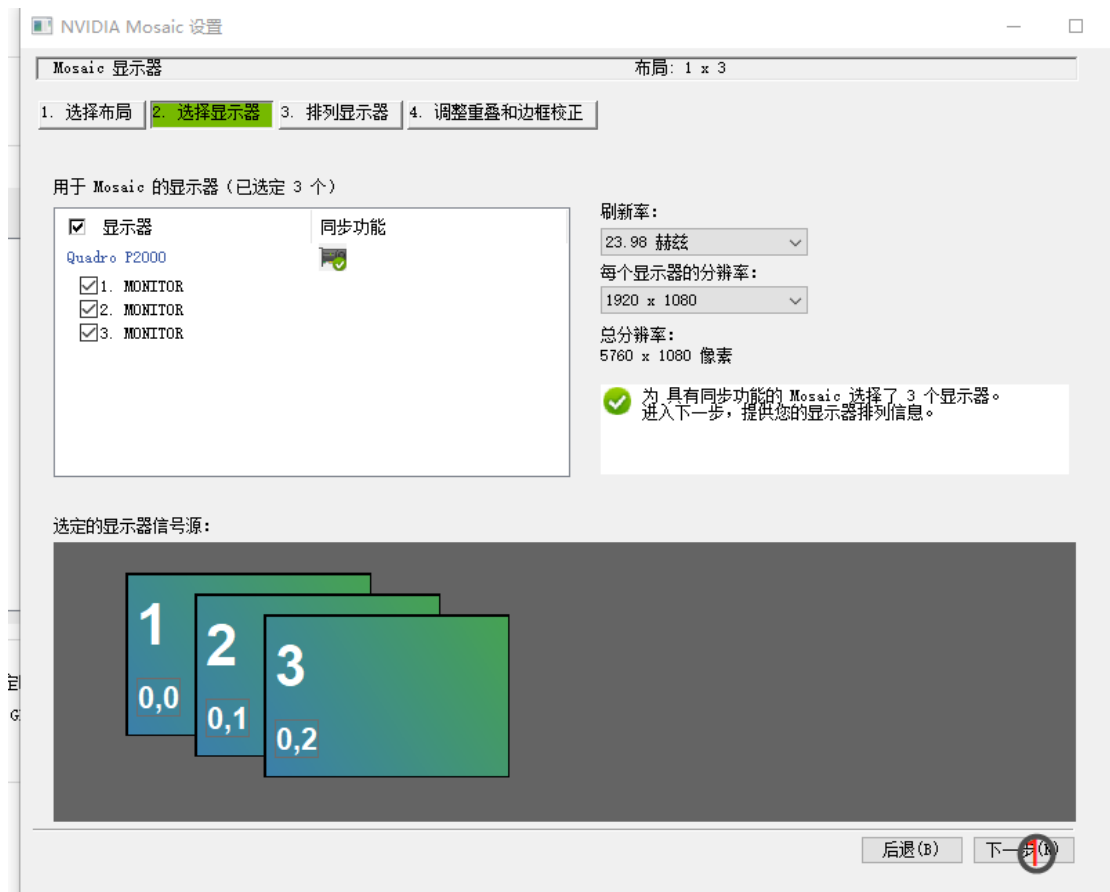 NVIDIA Mosaic 设置
Mosaic 显示器 布局: 1 x 3
1. 选择布局 2. 选择显示器 3. 排列显示器 4. 调整重叠和边框校正
用于 Mosaic 的显示器（已选定 3 个）
显示器 同步功能
Quadro P2000
1. MONITOR
2. MONITOR
3. MONITOR
刷新率：
23.98 赫兹
每个显示器的分辨率：
1920 x 1080
总分辨率：
5760 x 1080 像素
为 具有同步功能的 Mosaic 选择了 3 个显示器。
进入下一步，提供您的显示器排列信息。
选定的显示器信号源：
1
0,0
2
0,1
3
0,2
后退(B) 下一步(N)
1